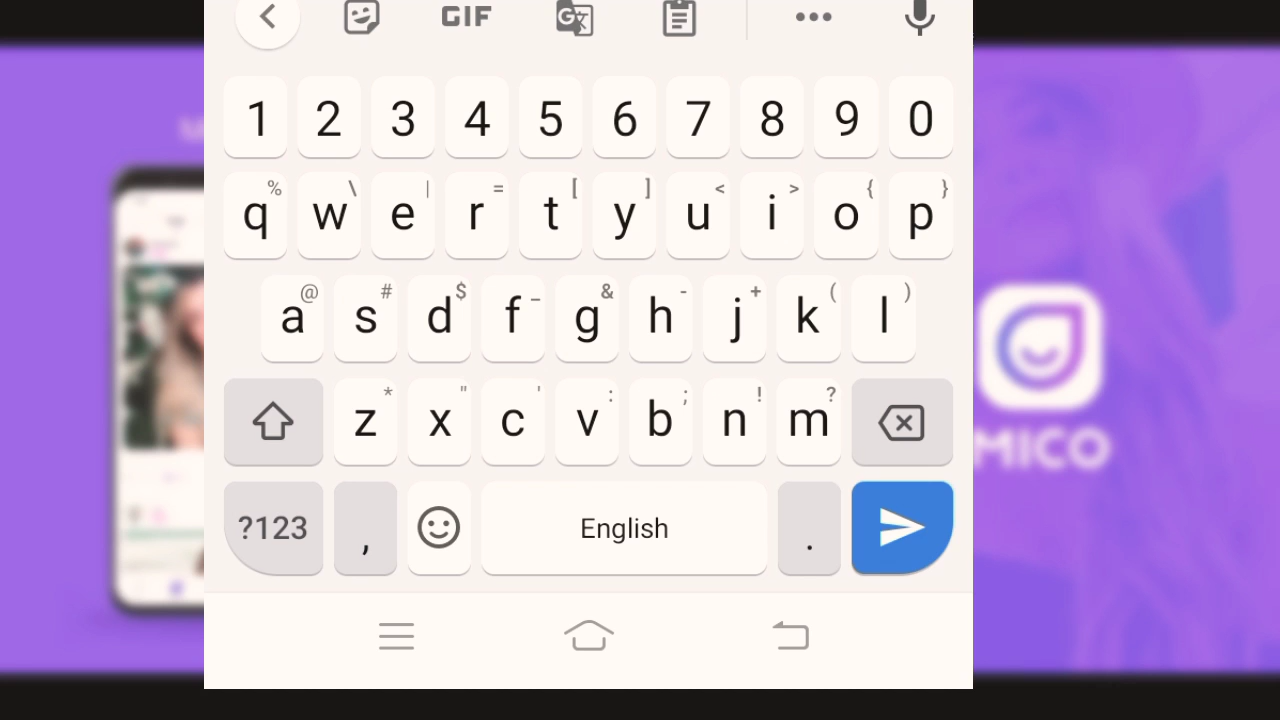 GIF
1 2 3 4 5 6 7 8 9 0
% \ | = [ ] < > { }
q w e r t y u i o p
@ # $ _ & - + ( )
a s d f g h j k l
* " ' : ; ! ?
z x c v b n m
?123 , English .
MICO